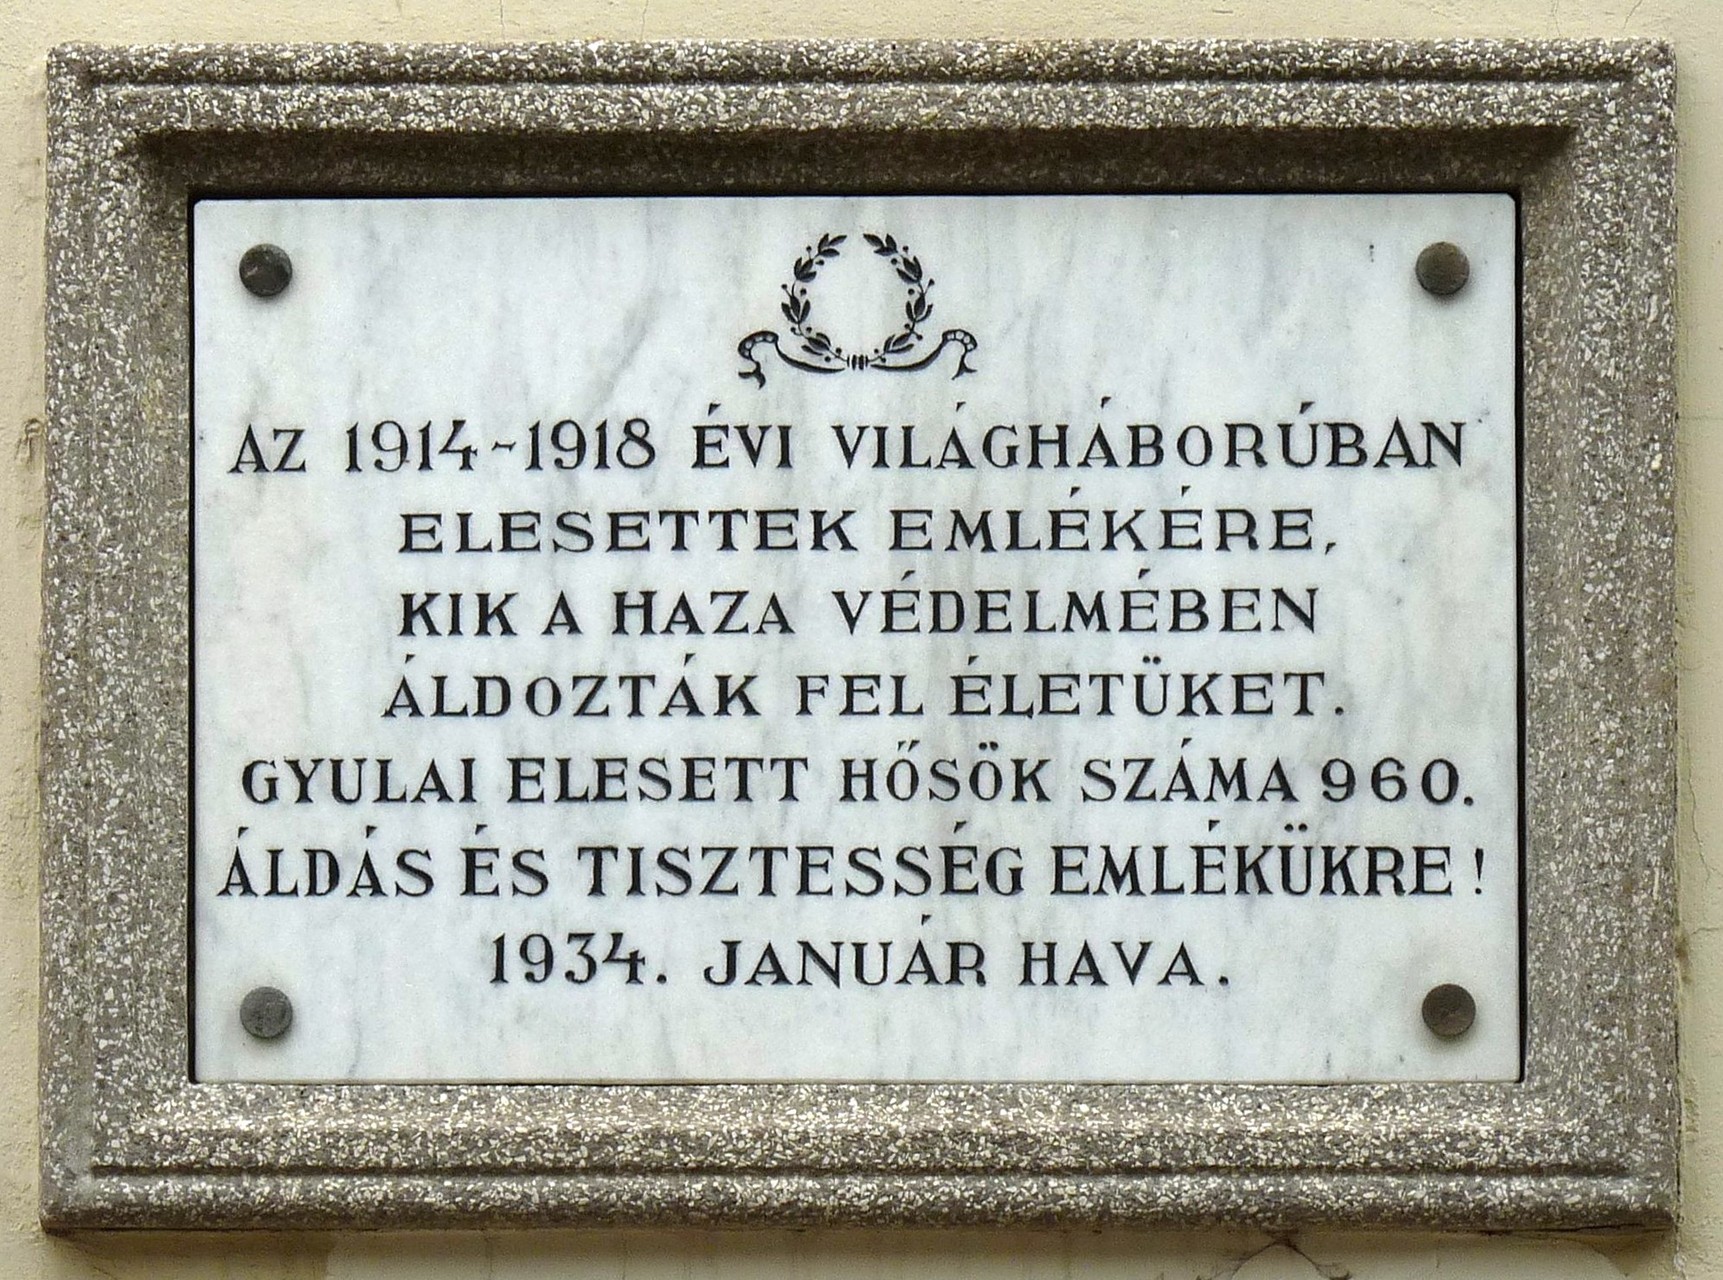 AZ 1914-1918 ÉVI VILÁGHÁBORÚBAN
ELESETTEK EMLÉKÉRE,
KIK A HAZA VÉDELMÉBEN
ÁLDOZTÁK FEL ÉLETÜKET.
GYULAI ELESETT HŐSÖK SZÁMA 960.
ÁLDÁS ÉS TISZTESSÉG EMLÉKÜKRE!
1934. JANUÁR HAVA.